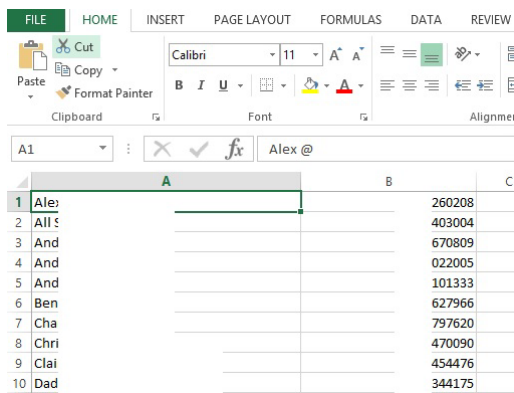 FILE HOME INSERT PAGE LAYOUT FORMULAS DATA REVIEW
Cut
Calibri 11 A A
Copy
Paste
Format Painter
B I U A
Clipboard Font Alignme
A1 fx Alex @
A B C
1 Alex 260208
2 All S 403004
3 And 670809
4 And 022005
5 And 101333
6 Ben 627966
7 Cha 797620
8 Chri 470090
9 Clai 454476
10 Dad 344175